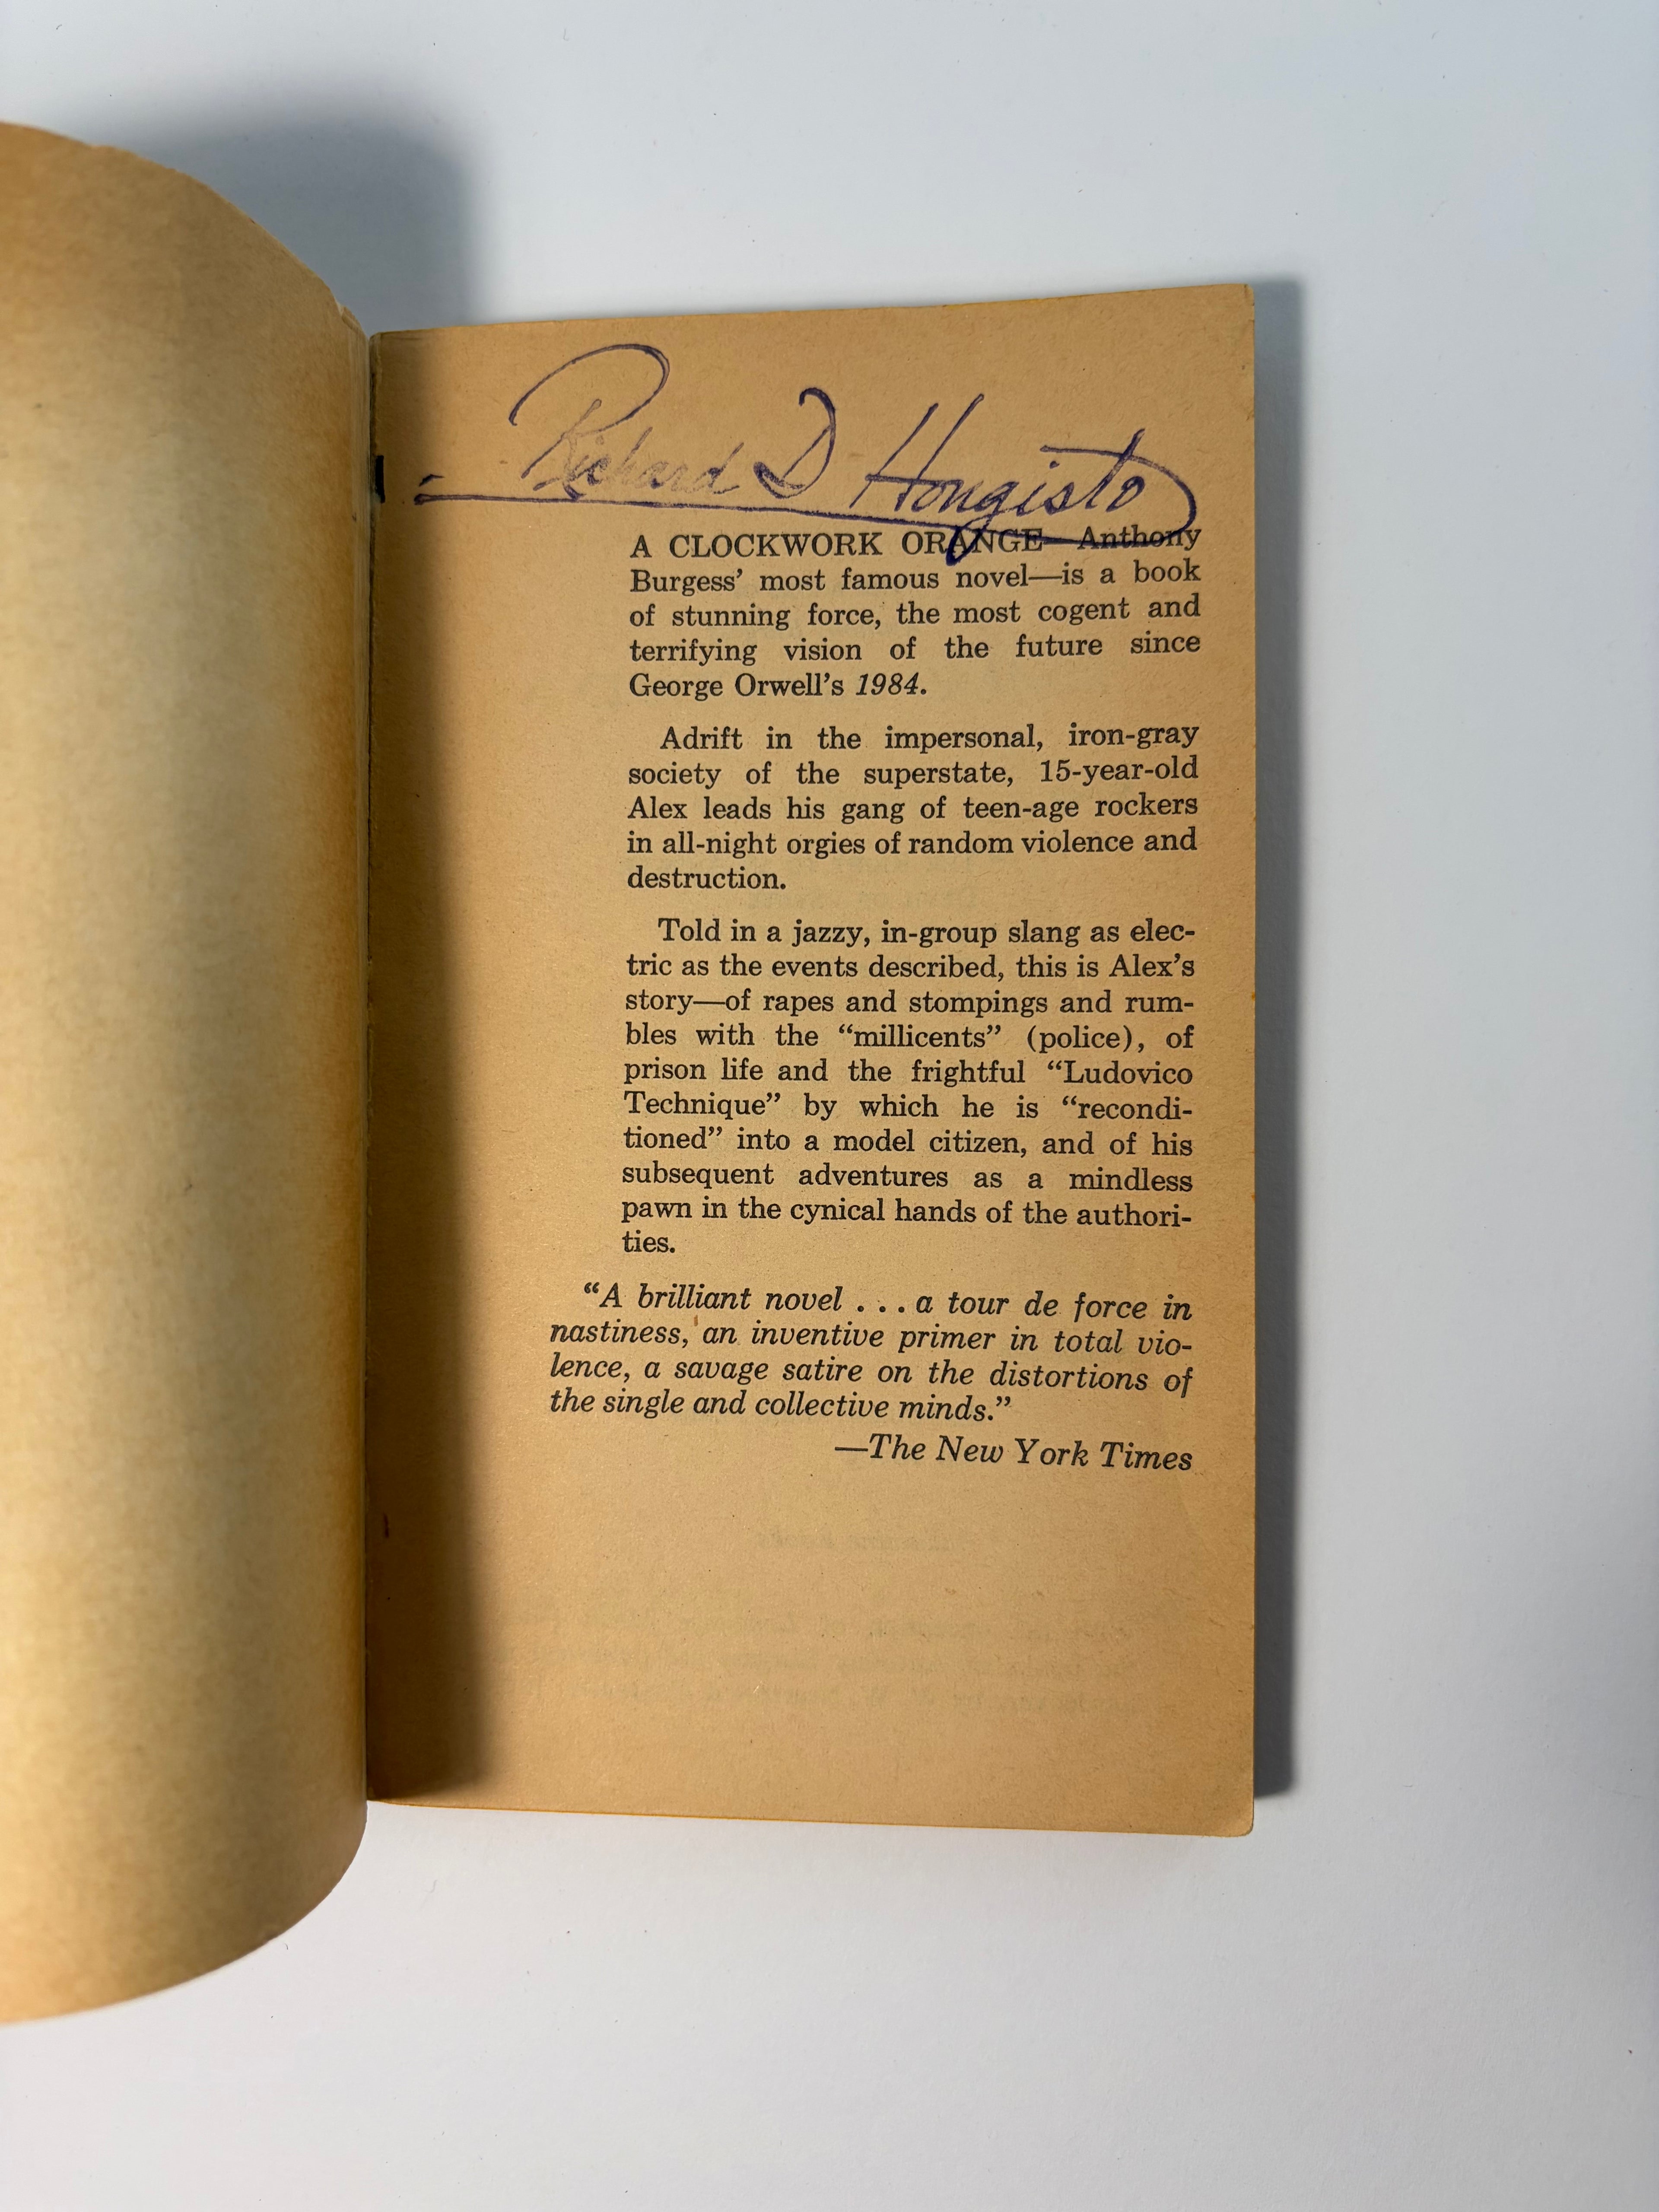 Richard D Hongisto
A CLOCKWORK ORANGE—Anthony
Burgess’ most famous novel—is a book
of stunning force, the most cogent and
terrifying vision of the future since
George Orwell’s 1984.
Adrift in the impersonal, iron-gray
society of the superstate, 15-year-old
Alex leads his gang of teen-age rockers
in all-night orgies of random violence and
destruction.
Told in a jazzy, in-group slang as elec-
tric as the events described, this is Alex’s
story—of rapes and stompings and rum-
bles with the “millicents” (police), of
prison life and the frightful “Ludovico
Technique” by which he is “recondi-
tioned” into a model citizen, and of his
subsequent adventures as a mindless
pawn in the cynical hands of the authori-
ties.
“A brilliant novel . . . a tour de force in
nastiness, an inventive primer in total vio-
lence, a savage satire on the distortions of
the single and collective minds.”
—The New York Times